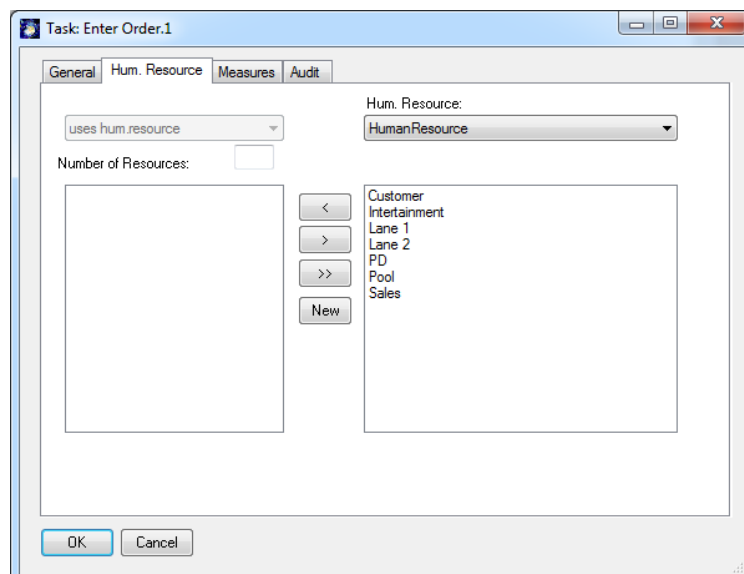 Task: Enter Order.1
General Hum. Resource Measures Audit
Hum. Resource:
uses hum.resource
HumanResource
Number of Resources:
<
>
>>
New
Customer
Intertainment
Lane 1
Lane 2
PD
Pool
Sales
OK Cancel